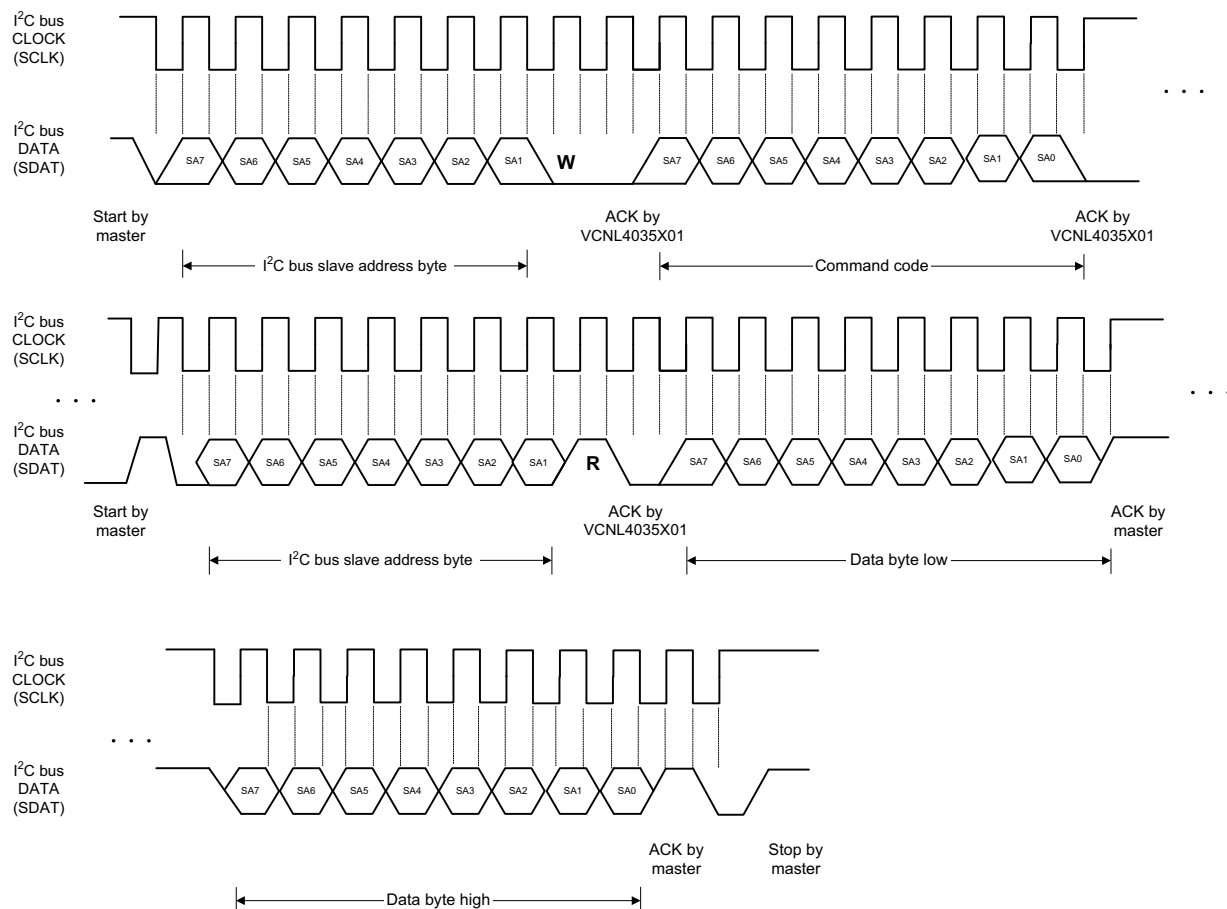 I²C bus
CLOCK
(SCLK)
. . .
I²C bus
DATA
(SDAT)
SA7 SA6 SA5 SA4 SA3 SA2 SA1 W SA7 SA6 SA5 SA4 SA3 SA2 SA1 SA0
Start by
master
ACK by
VCNL4035X01
ACK by
VCNL4035X01
I²C bus slave address byte
Command code
I²C bus
CLOCK
(SCLK)
. . .
. . .
I²C bus
DATA
(SDAT)
SA7 SA6 SA5 SA4 SA3 SA2 SA1 R SA7 SA6 SA5 SA4 SA3 SA2 SA1 SA0
Start by
master
ACK by
VCNL4035X01
ACK by
master
I²C bus slave address byte
Data byte low
I²C bus
CLOCK
(SCLK)
. . .
I²C bus
DATA
(SDAT)
SA7 SA6 SA5 SA4 SA3 SA2 SA1 SA0
ACK by
master
Stop by
master
Data byte high